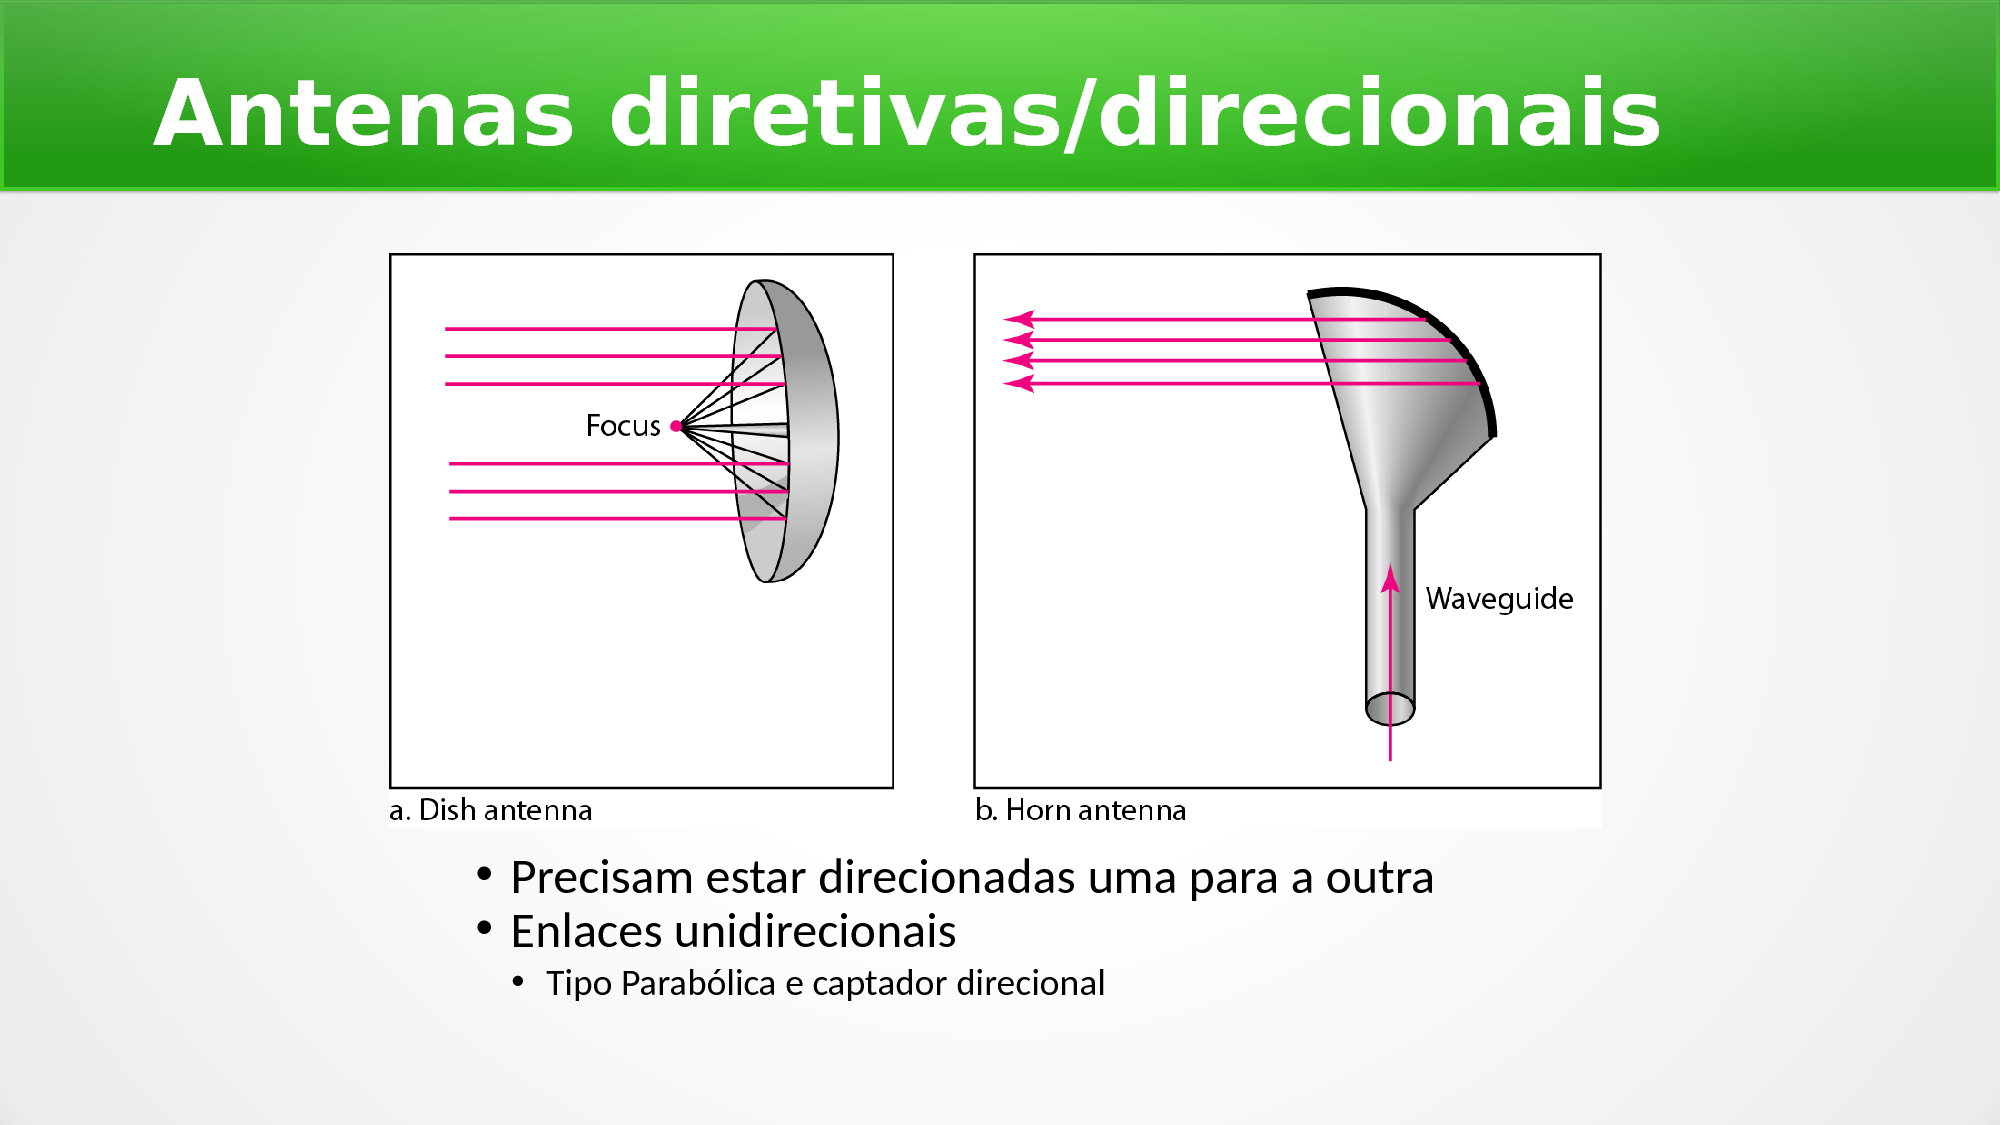 Antenas diretivas/direcionais
Focus
Waveguide
a. Dish antenna
b. Horn antenna
• Precisam estar direcionadas uma para a outra
• Enlaces unidirecionais
• Tipo Parabólica e captador direcional